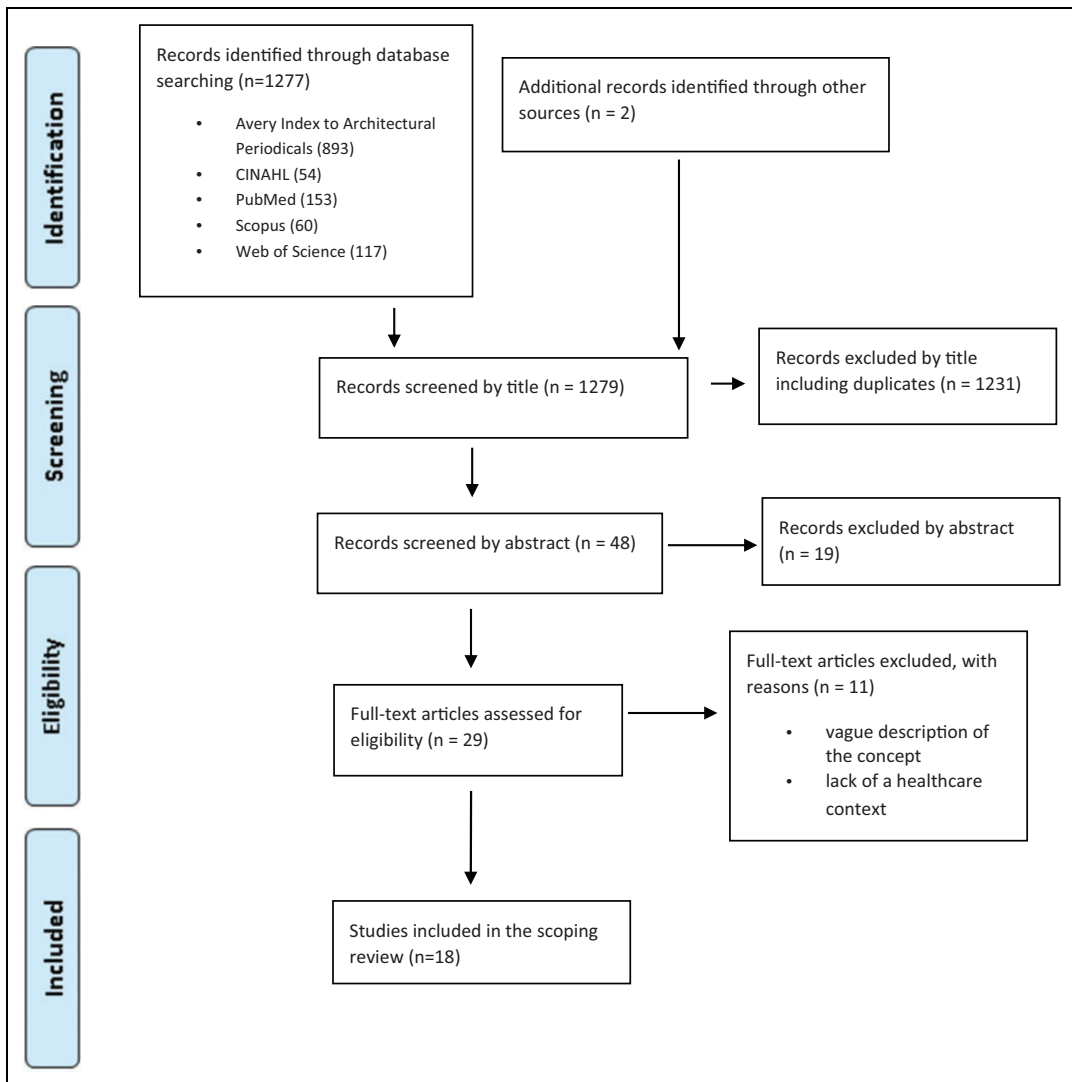 Identification
Records identified through database
searching (n=1277)
• Avery Index to Architectural
Periodicals (893)
• CINAHL (54)
• PubMed (153)
• Scopus (60)
• Web of Science (117)
Additional records identified through other
sources (n = 2)
Screening
Records screened by title (n = 1279)
Records excluded by title
including duplicates (n = 1231)
Records screened by abstract (n = 48)
Records excluded by abstract
(n = 19)
Eligibility
Full-text articles assessed for
eligibility (n = 29)
Full-text articles excluded, with
reasons (n = 11)
• vague description of
the concept
• lack of a healthcare
context
Included
Studies included in the scoping
review (n=18)